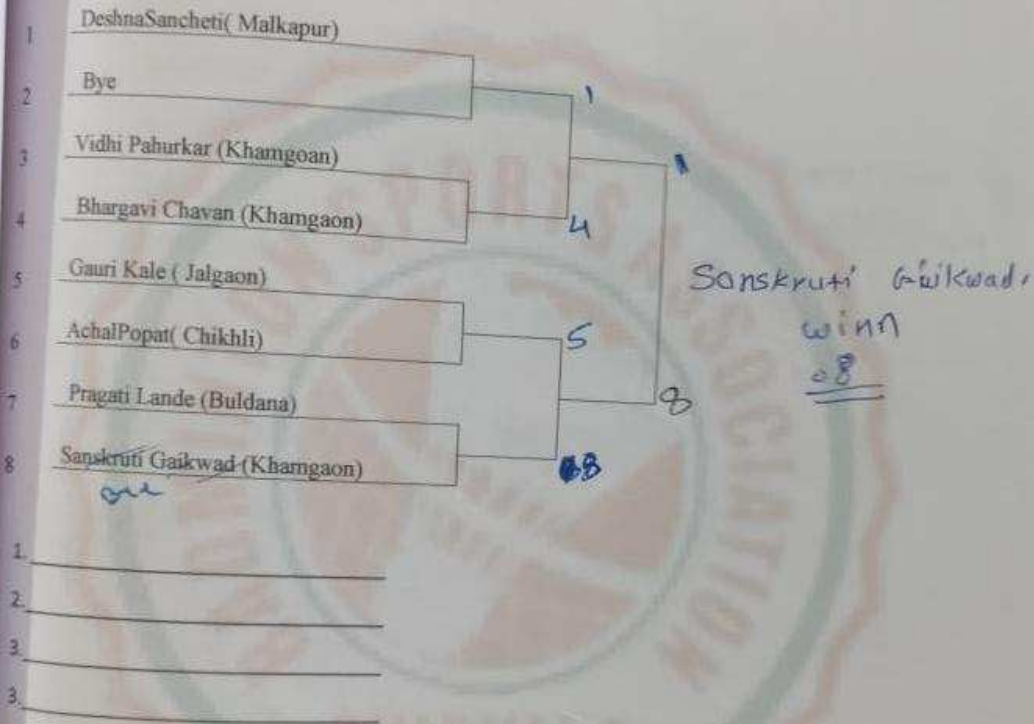 1 DeshnaSancheti( Malkapur)
2 Bye
1
3 Vidhi Pahurkar (Khamgoan)
1
4 Bhargavi Chavan (Khamgaon)
4
5 Gauri Kale ( Jalgaon)
Sanskruti Gaikwad.
6 AchalPopat( Chikhli)
5
winn
08
7 Pragati Lande (Buldana)
8
8 Sanskruti Gaikwad (Khamgaon)
8
1.
2.
3.
3.
ASSOCIATION